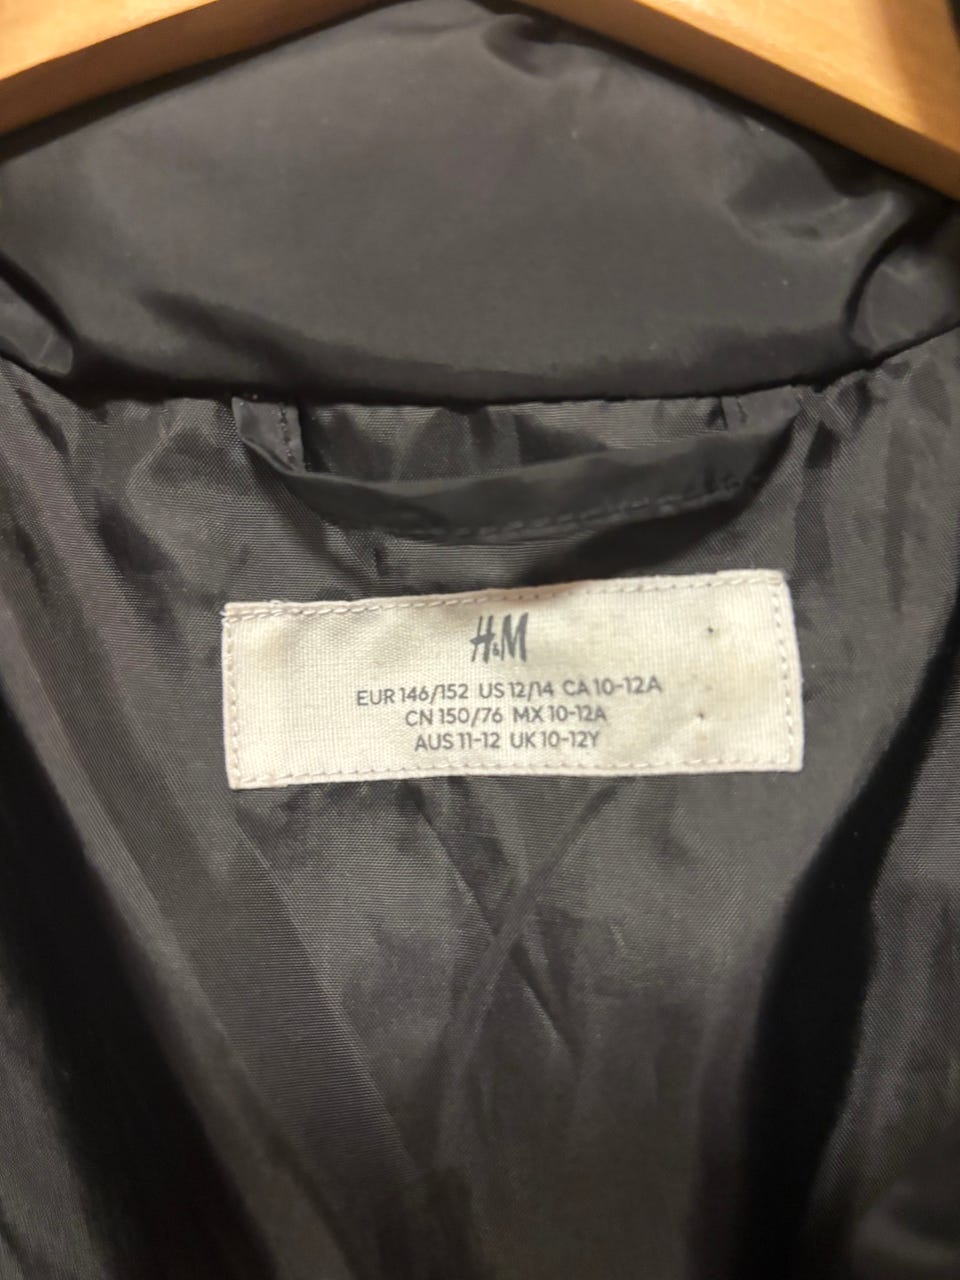 H&M
EUR 146/152 US 12/14 CA 10-12A
CN 150/76 MX 10-12A
AUS 11-12 UK 10-12Y